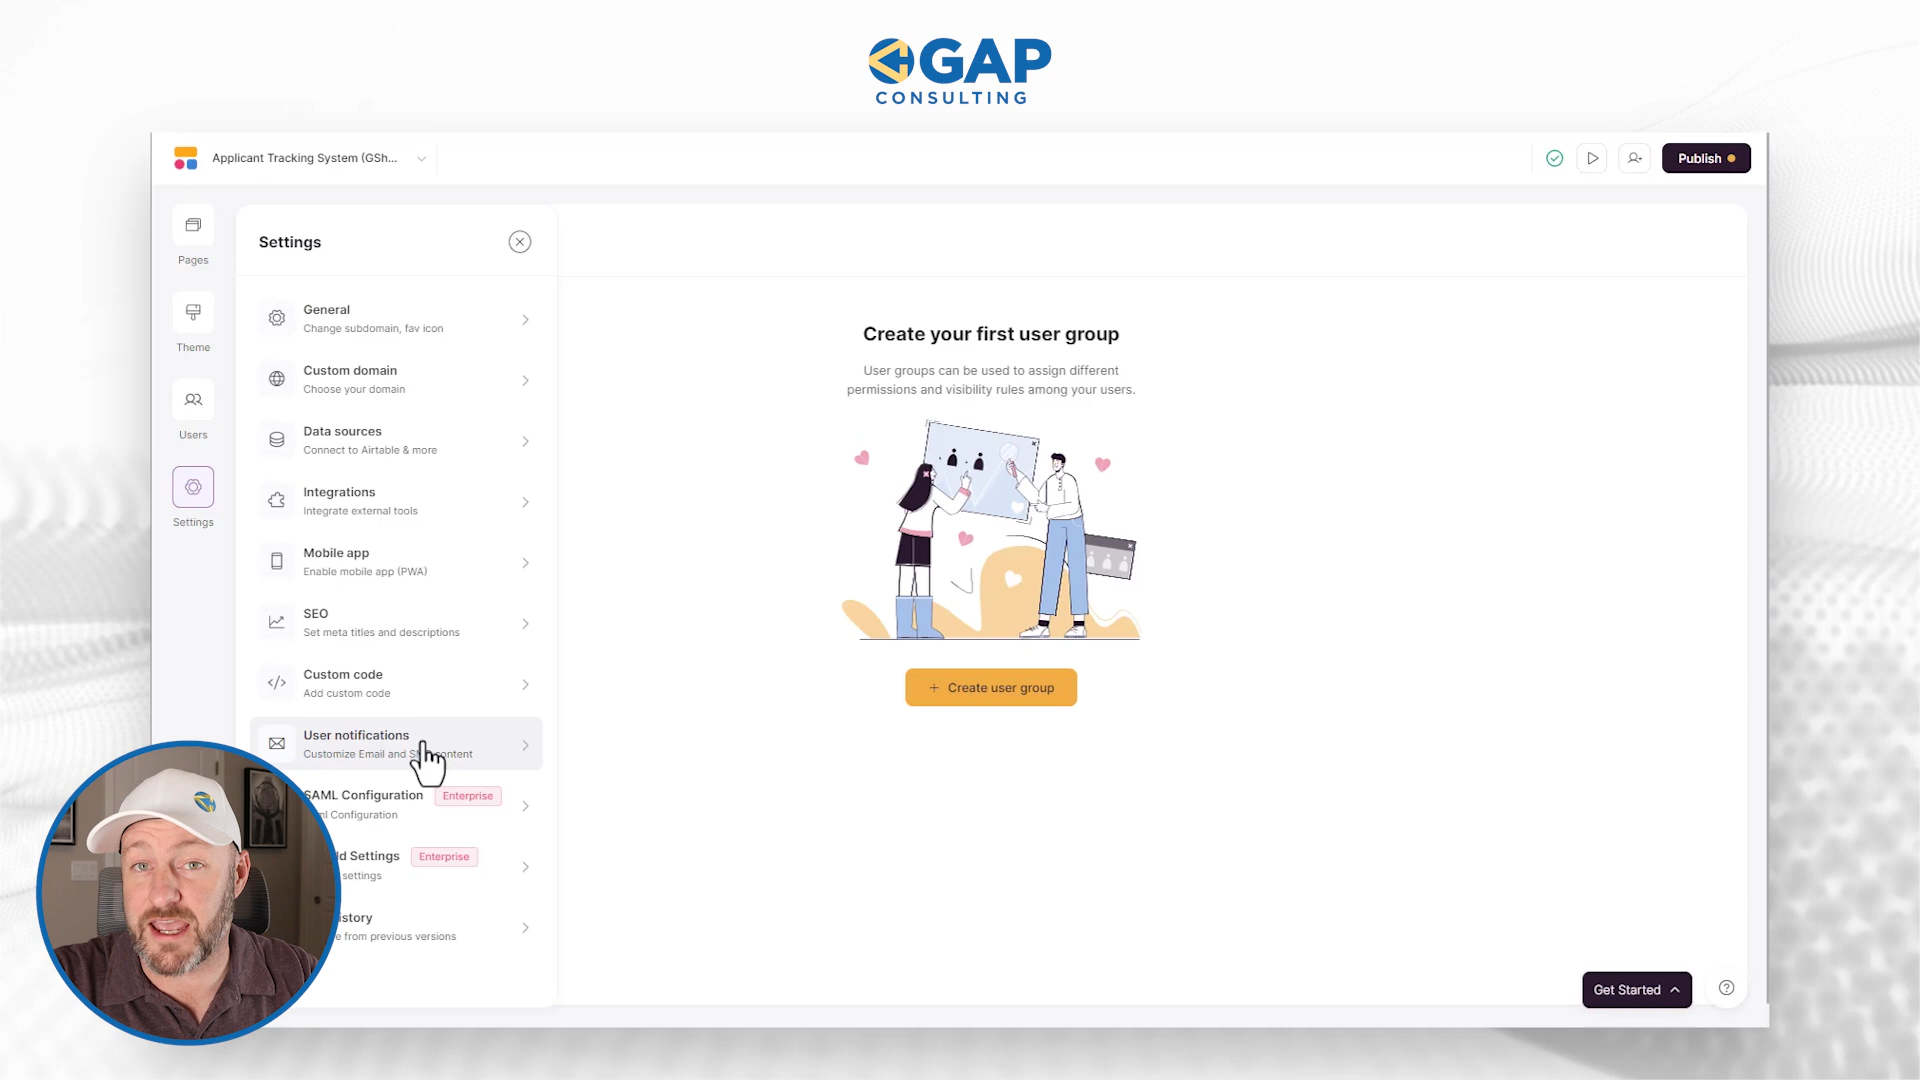 GAP
CONSULTING
Applicant Tracking System (GSh...
Publish
Pages
Theme
Users
Settings
Settings
General
Change subdomain, fav icon
Custom domain
Choose your domain
Data sources
Connect to Airtable & more
Integrations
Integrate external tools
Mobile app
Enable mobile app (PWA)
SEO
Set meta titles and descriptions
Custom code
Add custom code
User notifications
Customize Email and content
SAML Configuration Enterprise
Configuration
Settings Enterprise
settings
from previous versions
Create your first user group
User groups can be used to assign different
permissions and visibility rules among your users.
+ Create user group
Get Started